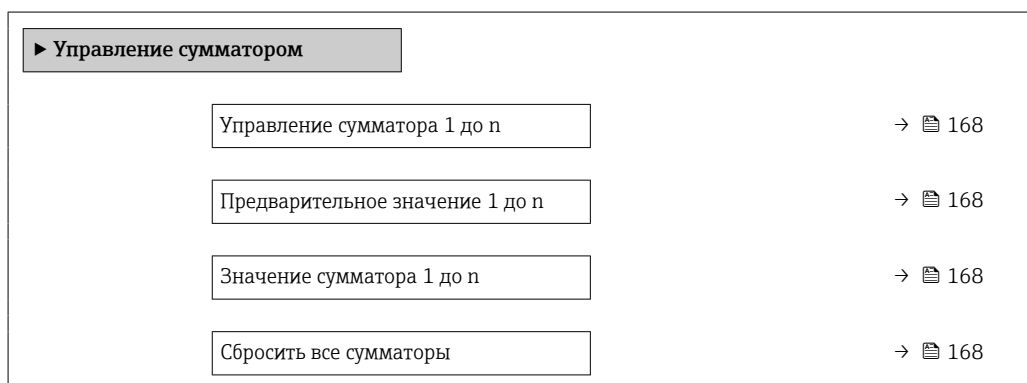 ▶ Управление сумматором
Управление сумматора 1 до n → 168
Предварительное значение 1 до n → 168
Значение сумматора 1 до n → 168
Сбросить все сумматоры → 168